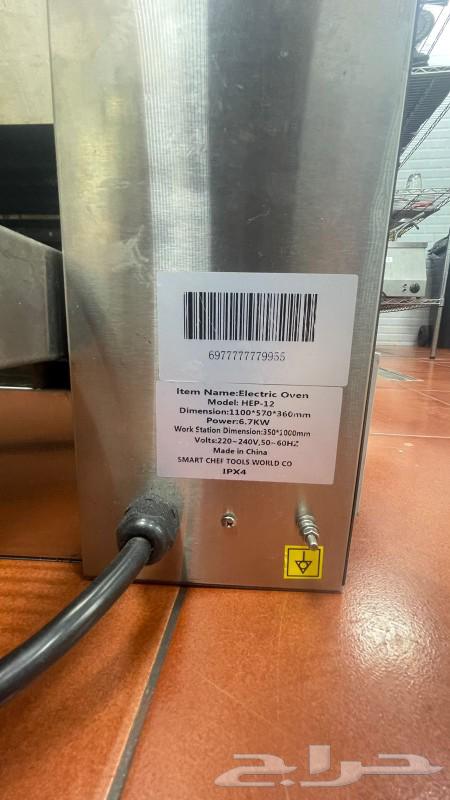 6977777779955
Item Name:Electric Oven
Model: HEP-12
Dimension:1100*570*360mm
Power:6.7KW
Work Station Dimension:350*1000mm
Volts:220~240V,50~60HZ
Made in China
SMART CHEF TOOLS WORLD CO
IPX4
حراج